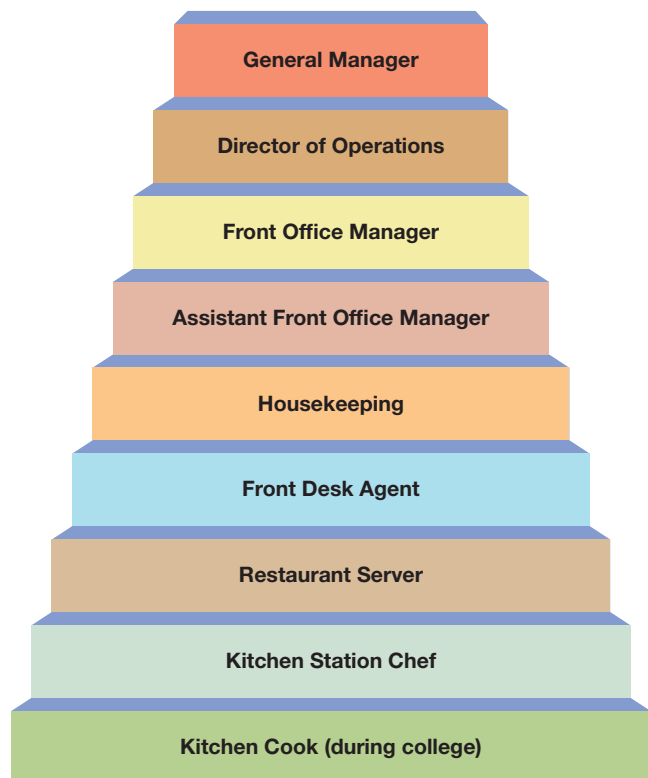 General Manager
Director of Operations
Front Office Manager
Assistant Front Office Manager
Housekeeping
Front Desk Agent
Restaurant Server
Kitchen Station Chef
Kitchen Cook (during college)